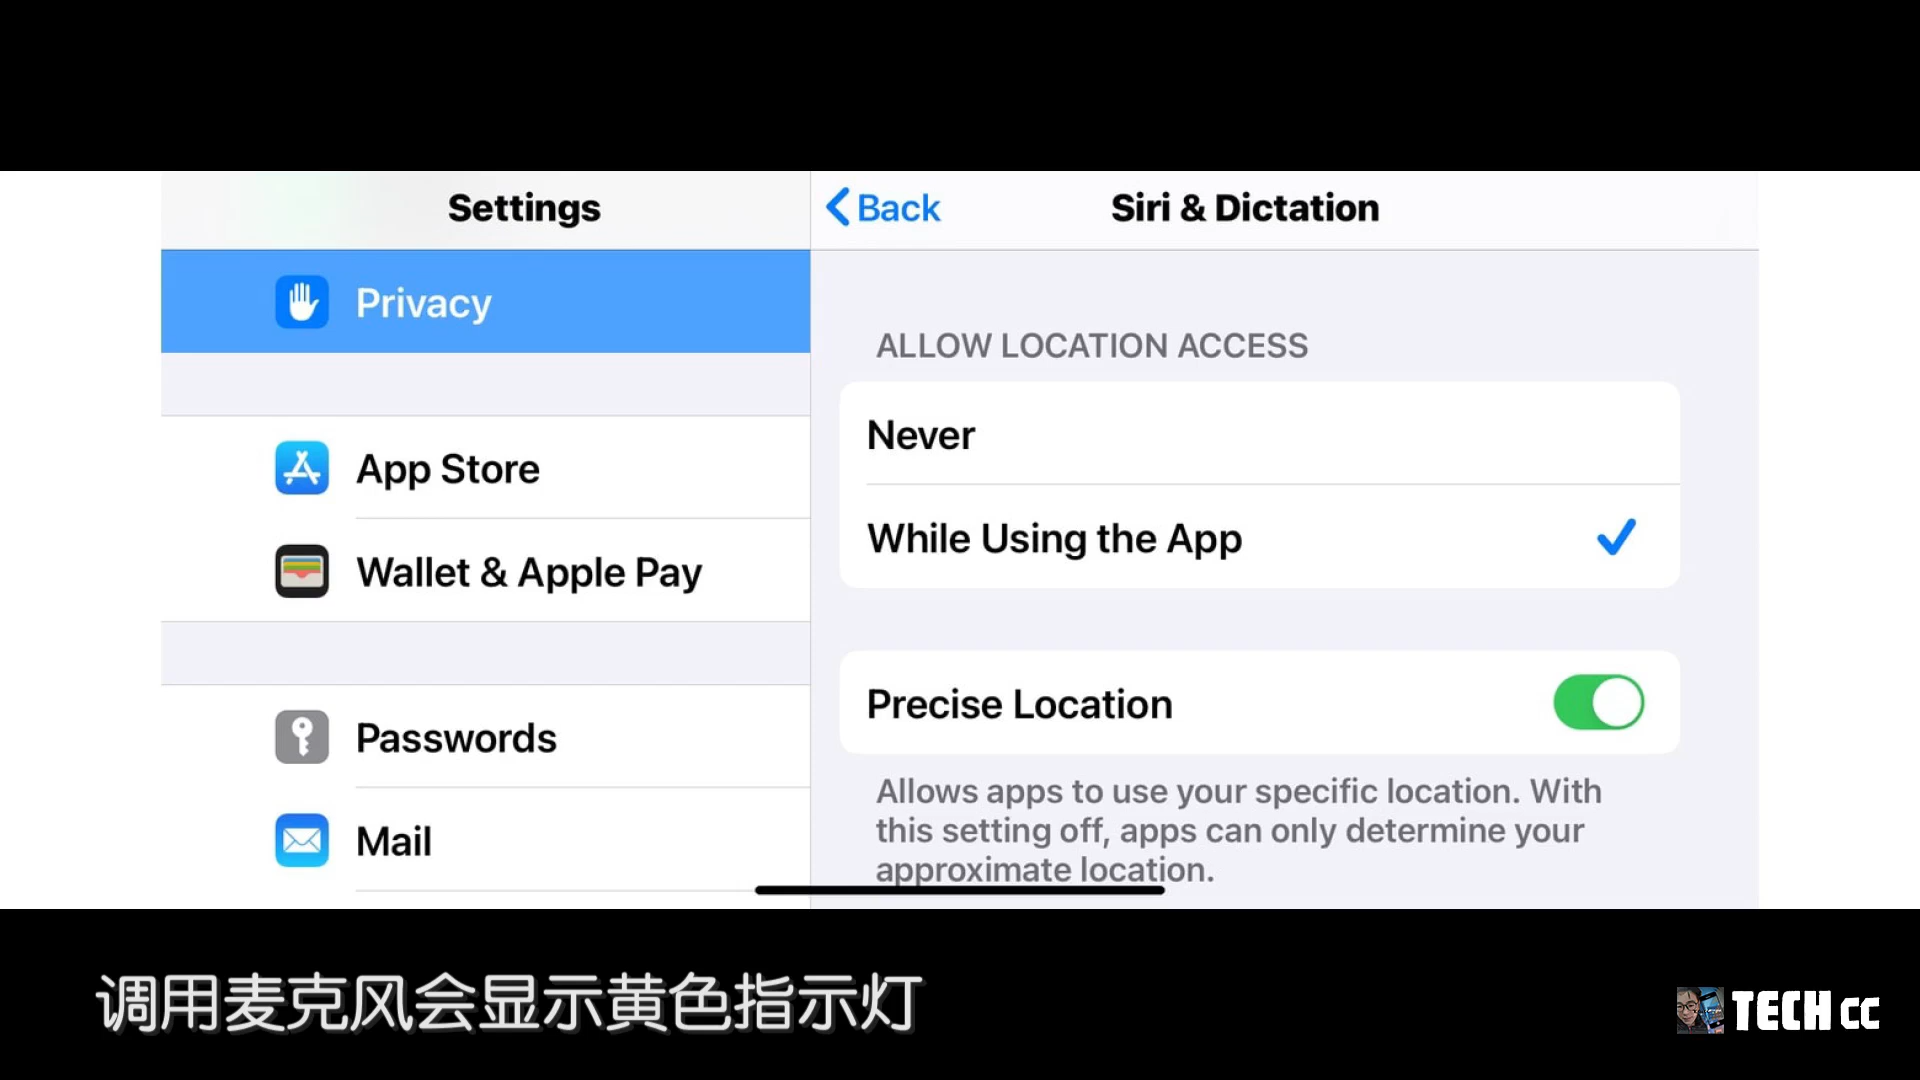 Settings
Privacy
App Store
Wallet & Apple Pay
Passwords
Mail
Back
Siri & Dictation
ALLOW LOCATION ACCESS
Never
While Using the App
Precise Location
Allows apps to use your specific location. With
this setting off, apps can only determine your
approximate location.
调用麦克风会显示黄色指示灯
TECH CC